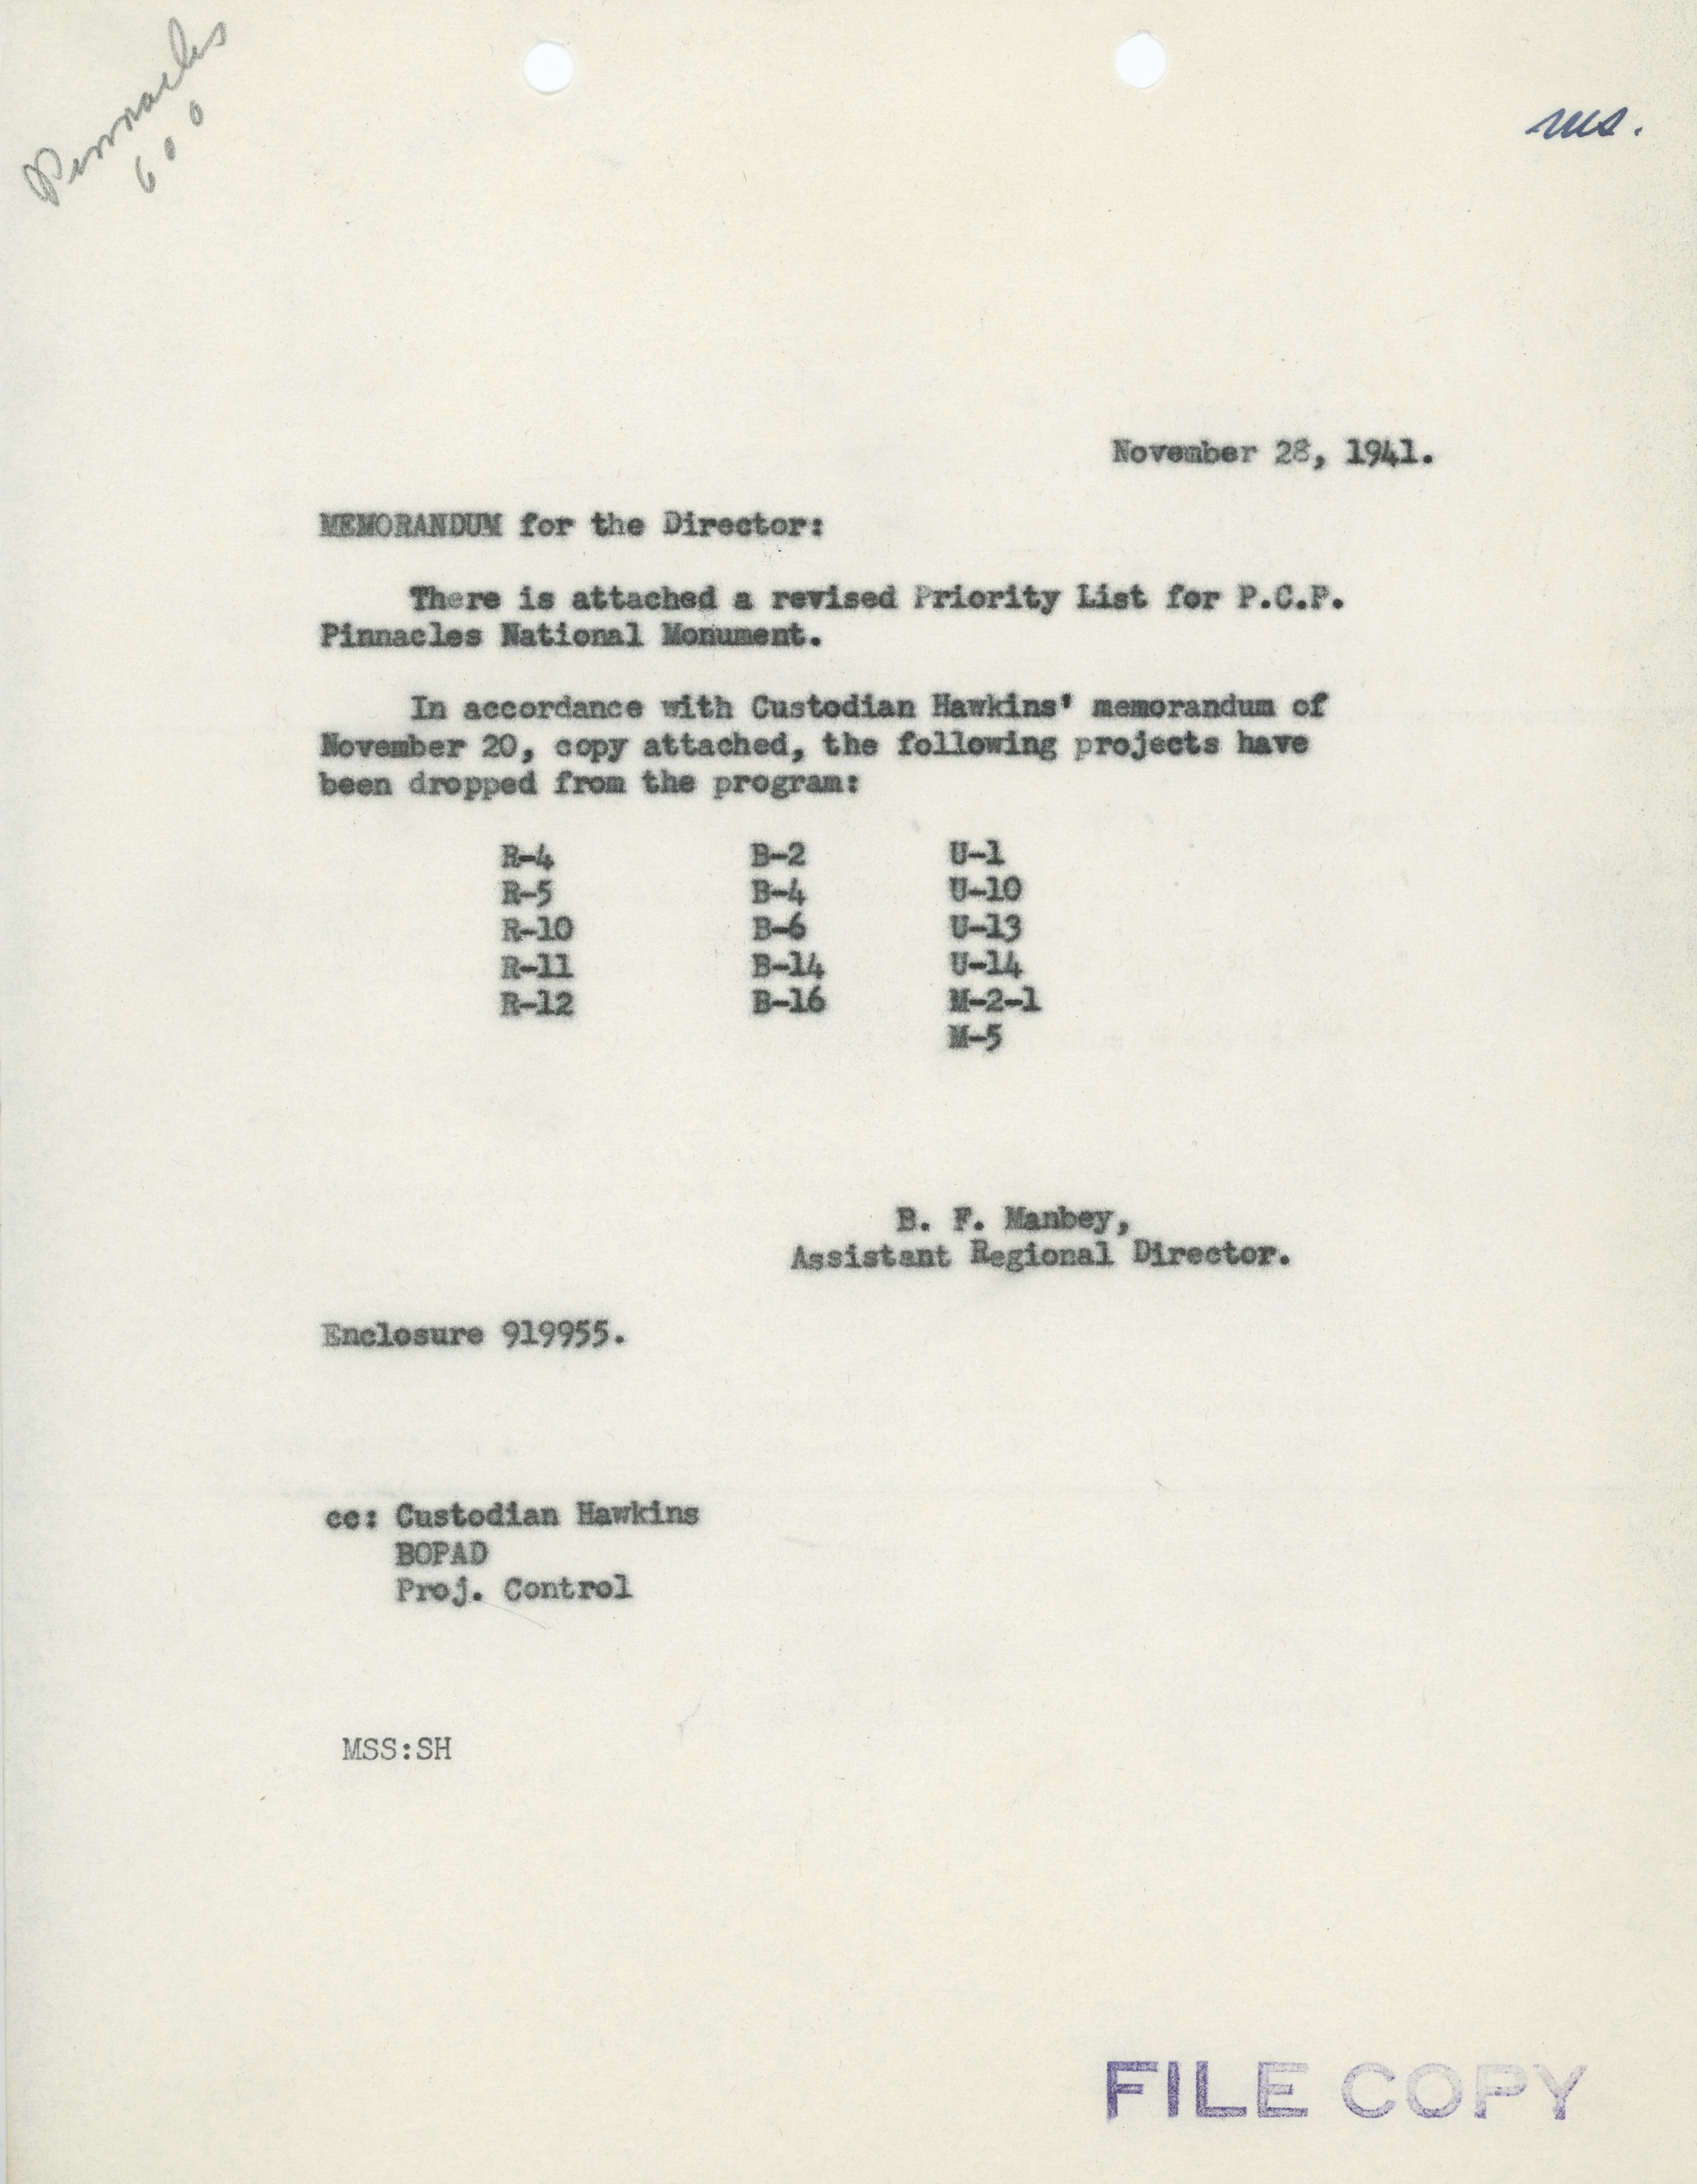 Pinnacles
600
ms.
November 28, 1941.
MEMORANDUM for the Director:
There is attached a revised Priority List for P.C.P.
Pinnacles National Monument.
In accordance with Custodian Hawkins' memorandum of
November 20, copy attached, the following projects have
been dropped from the program:
R-4 B-2 U-1
R-5 B-4 U-10
R-10 B-6 U-13
R-11 B-14 U-14
R-12 B-16 M-2-1
M-5
B. F. Manbey,
Assistant Regional Director.
Enclosure 919955.
cc: Custodian Hawkins
BOPAD
Proj. Control
MSS:SH
FILE COPY